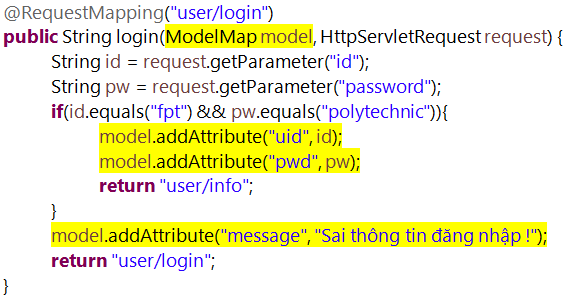 @RequestMapping("user/login")
public String login(ModelMap model, HttpServletRequest request) {
String id = request.getParameter("id");
String pw = request.getParameter("password");
if(id.equals("fpt") && pw.equals("polytechnic")){
model.addAttribute("uid", id);
model.addAttribute("pwd", pw);
return "user/info";
}
model.addAttribute("message", "Sai thông tin đăng nhập !");
return "user/login";
}